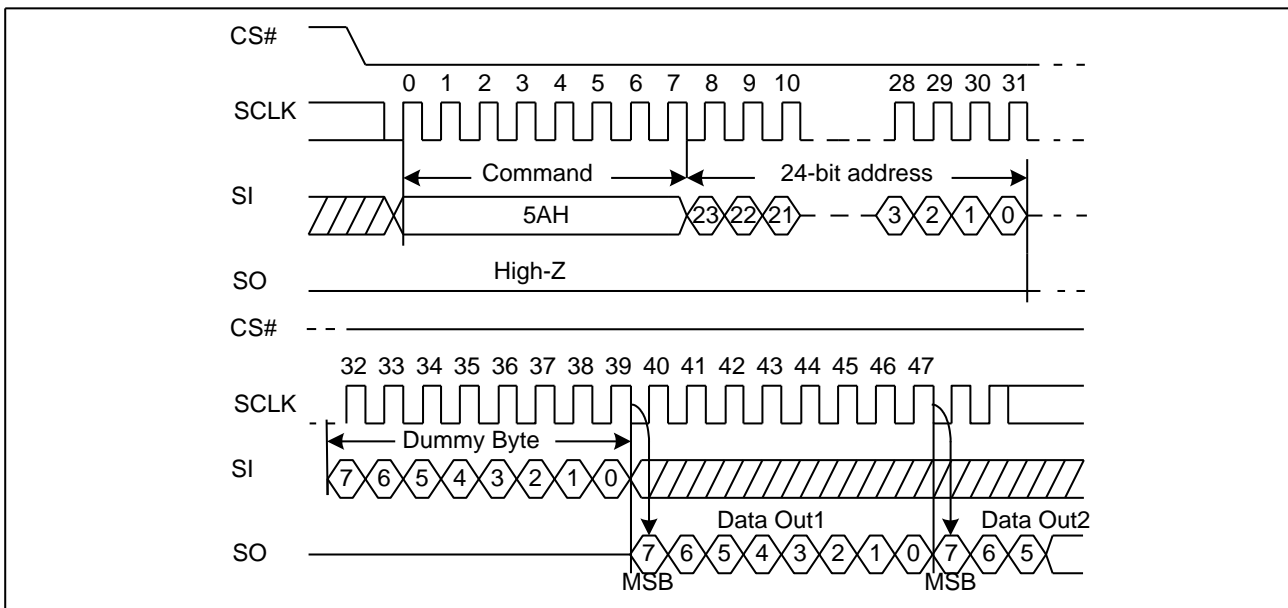 CS#
0 1 2 3 4 5 6 7 8 9 10 28 29 30 31
SCLK
Command 24-bit address
SI
5AH 23 22 21 3 2 1 0
High-Z
SO
CS#
32 33 34 35 36 37 38 39 40 41 42 43 44 45 46 47
SCLK
Dummy Byte
SI
7 6 5 4 3 2 1 0
Data Out1 Data Out2
SO
7 6 5 4 3 2 1 0 7 6 5
MSB MSB